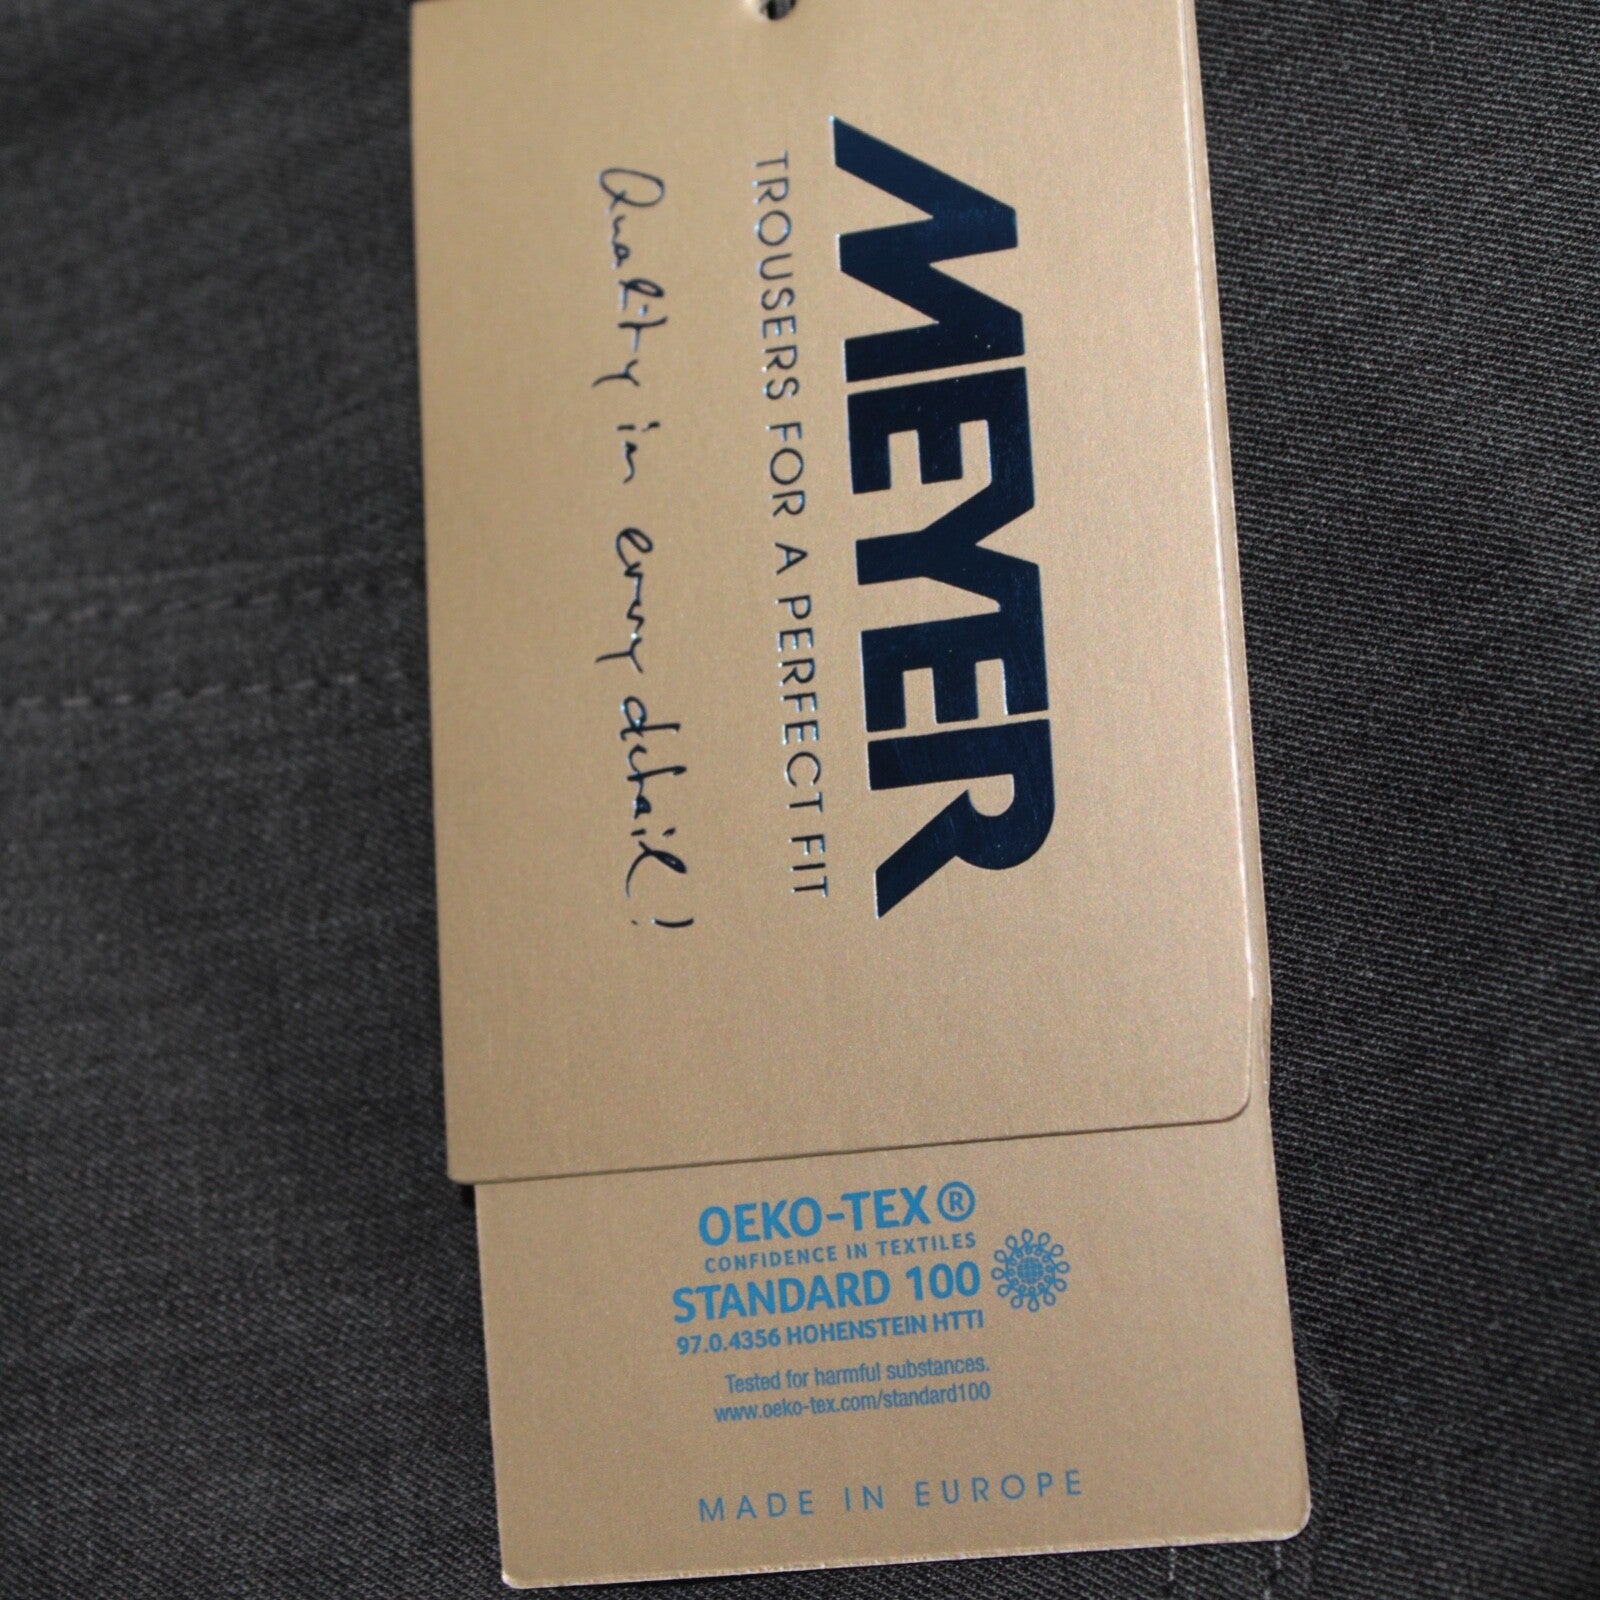 MEYER
TROUSERS FOR A PERFECT FIT
Quality in every detail!
OEKO-TEX®
CONFIDENCE IN TEXTILES
STANDARD 100
97.0.4356 HOHENSTEIN HTTI
Tested for harmful substances.
www.oeko-tex.com/standard100
MADE IN EUROPE